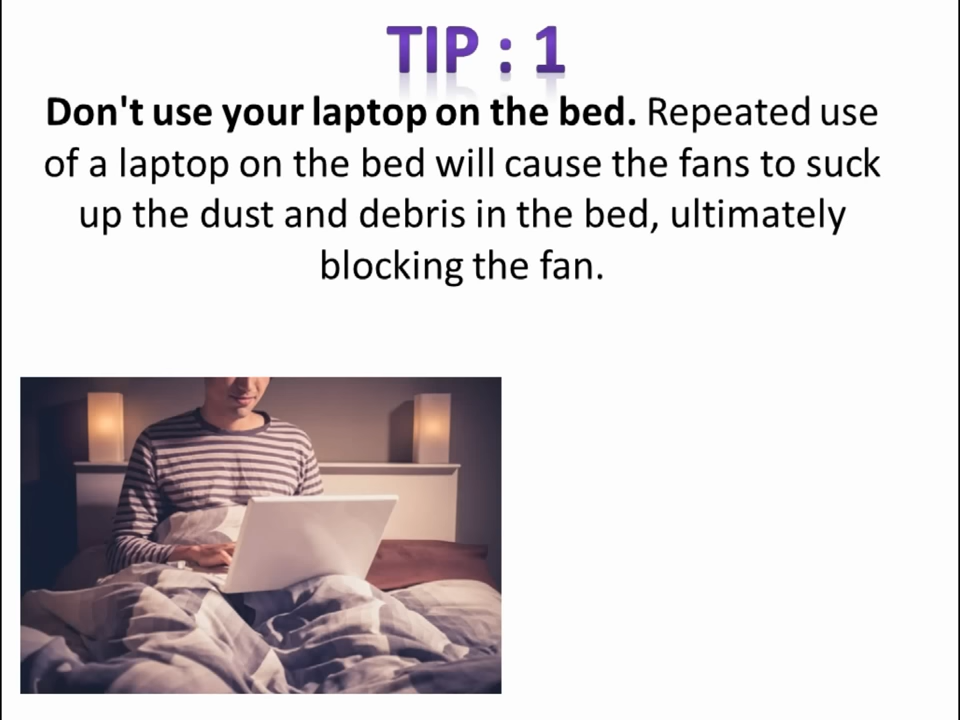 TIP : 1
Don't use your laptop on the bed. Repeated use
of a laptop on the bed will cause the fans to suck
up the dust and debris in the bed, ultimately
blocking the fan.